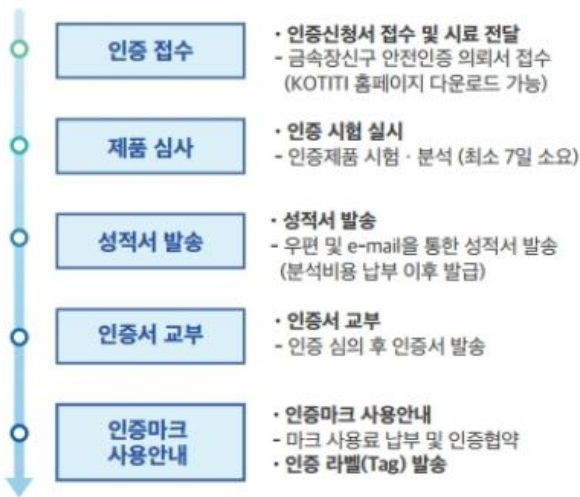 인증 접수
· 인증신청서 접수 및 시료 전달
- 금속장신구 안전인증 의뢰서 접수
(KOTITI 홈페이지 다운로드 가능)
제품 심사
· 인증 시험 실시
- 인증제품 시험 · 분석 (최소 7일 소요)
성적서 발송
· 성적서 발송
- 우편 및 e-mail을 통한 성적서 발송
(분석비용 납부 이후 발급)
인증서 교부
· 인증서 교부
- 인증 심의 후 인증서 발송
인증마크
사용안내
· 인증마크 사용안내
- 마크 사용료 납부 및 인증협약
· 인증 라벨(Tag) 발송